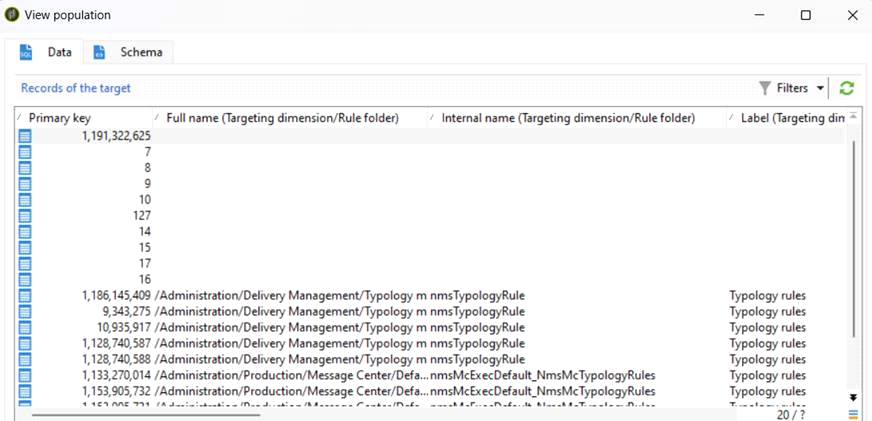 View population
Data Schema
Records of the target Filters
Primary key Full name (Targeting dimension/Rule folder) Internal name (Targeting dimension/Rule folder) Label (Targeting dim
1,191,322,625
7
8
9
10
127
14
15
17
16
1,186,145,409 /Administration/Delivery Management/Typology m nmsTypologyRule Typology rules
9,343,275 /Administration/Delivery Management/Typology m nmsTypologyRule Typology rules
10,935,917 /Administration/Delivery Management/Typology m nmsTypologyRule Typology rules
1,128,740,587 /Administration/Delivery Management/Typology m nmsTypologyRule Typology rules
1,128,740,588 /Administration/Delivery Management/Typology m nmsTypologyRule Typology rules
1,133,270,014 /Administration/Production/Message Center/Defa... nmsMcExecDefault_NmsMcTypologyRules Typology rules
1,153,905,732 /Administration/Production/Message Center/Defa... nmsMcExecDefault_NmsMcTypologyRules Typology rules
20 / ?